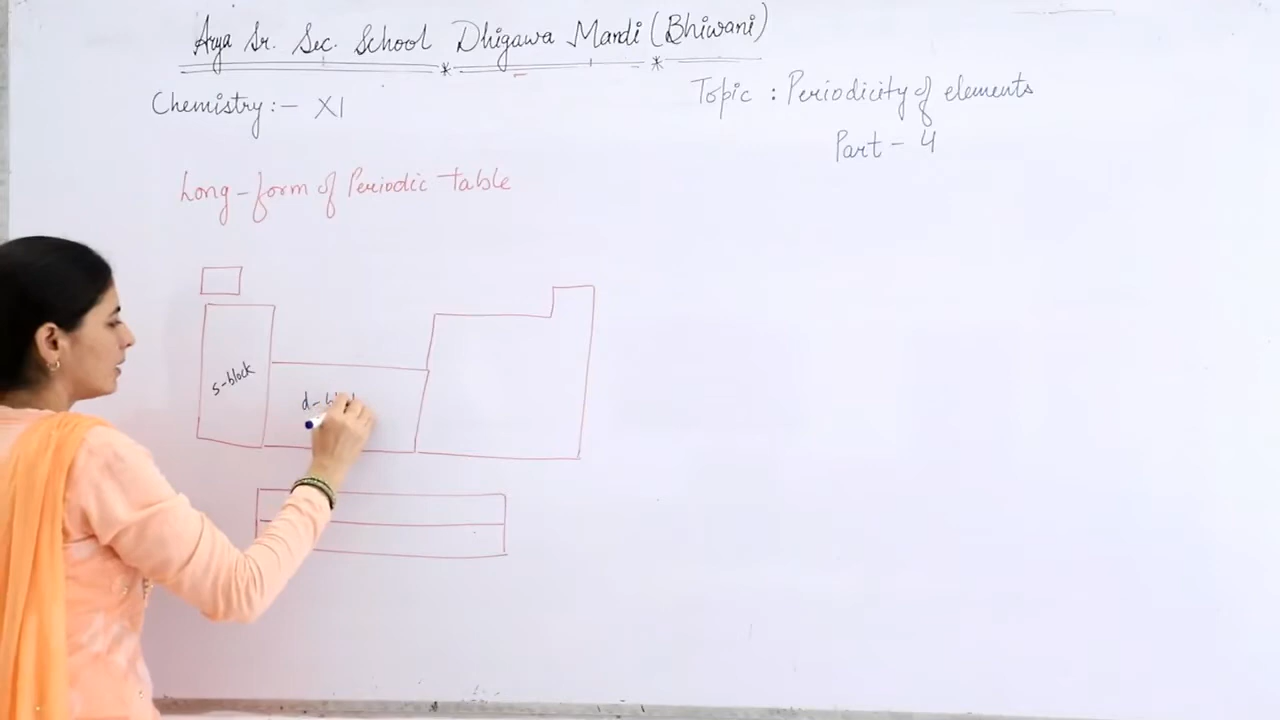 Arya Sr. Sec. School Dhigawa Mandi (Bhiwani)
Chemistry :- XI
Topic : Periodicity of elements
Part - 4
Long-form of Periodic table
s-block